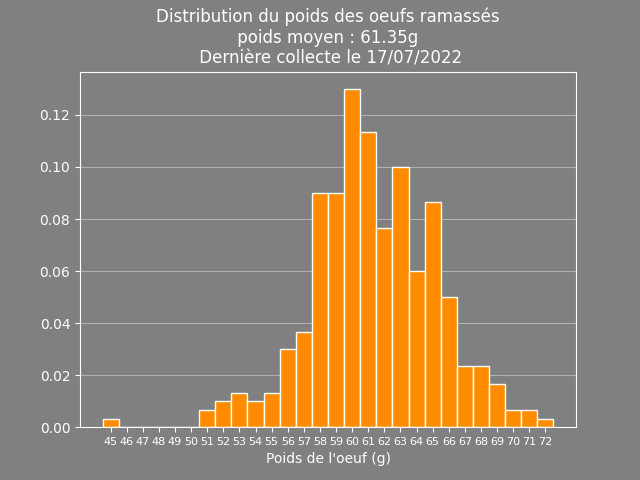 Distribution du poids des oeufs ramassés
poids moyen : 61.35g
Dernière collecte le 17/07/2022
0.12
0.10
0.08
0.06
0.04
0.02
0.00
45 46 47 48 49 50 51 52 53 54 55 56 57 58 59 60 61 62 63 64 65 66 67 68 69 70 71 72
Poids de l'oeuf (g)